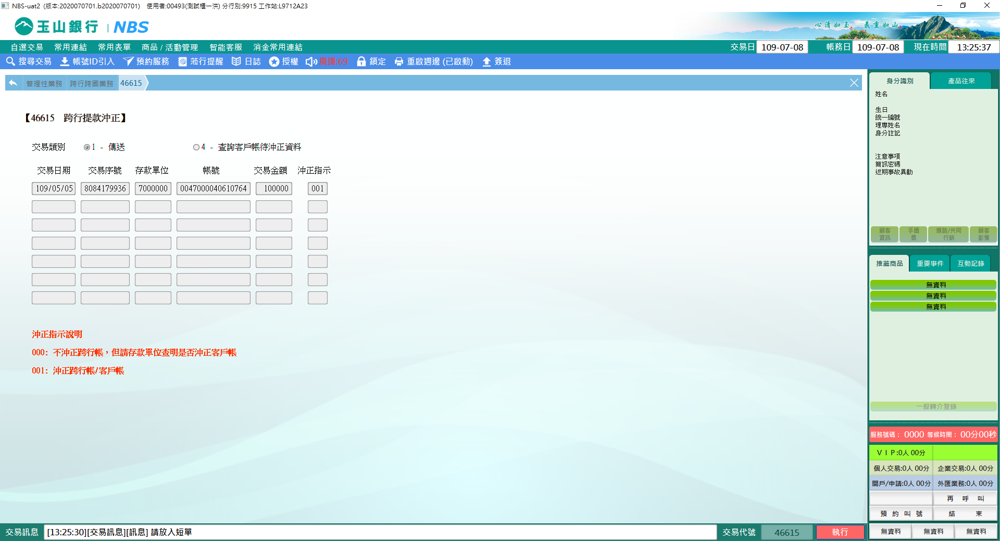 NBS-uat2 (版本:2020070701.b2020070701) 使用者:00493(測試櫃一洪) 分行別:9915 工作站:L9712A23
玉山銀行 | NBS
心清如玉 義重如山
自選交易 常用連結 常用表單 商品 / 活動管理 智能客服 消金常用連結 交易日 109-07-08 帳務日 109-07-08 現在時間 13:25:37
搜尋交易 帳號ID引入 預約服務 蒞行提醒 日誌 授權 廣播:69 鎖定 重啟週邊 (已啟動) 簽退
管理性業務 跨行跨國業務 46615
【46615 跨行提款沖正】
交易類別 1 - 傳送 4 - 查詢客戶帳待沖正資料
交易日期 交易序號 存款單位 帳號 交易金額 沖正指示
109/05/05 8084179936 7000000 0047000040610764 100000 001
沖正指示說明
000: 不沖正跨行帳，但請存款單位查明是否沖正客戶帳
001: 沖正跨行帳/客戶帳
身分識別 產品往來
姓名
生日
統一編號
理專姓名
身分註記
注意事項
簡訊密碼
近期事故異動
顧客資訊 手續費 通路/共同行銷 顧客影像
推薦商品 重要事件 互動記錄
無資料
無資料
無資料
一般轉介登錄
服務號碼： 0000 等候時間： 00分00秒
ＶＩＰ:0人 00分
個人交易:0人 00分 企業交易:0人 00分
開戶/申請:0人 00分 外匯業務:0人 00分
再 呼 叫
預 約 叫 號 結 束
無資料 無資料 無資料
交易訊息 [13:25:30][交易訊息][訊息] 請放入短單 交易代號 46615 執行